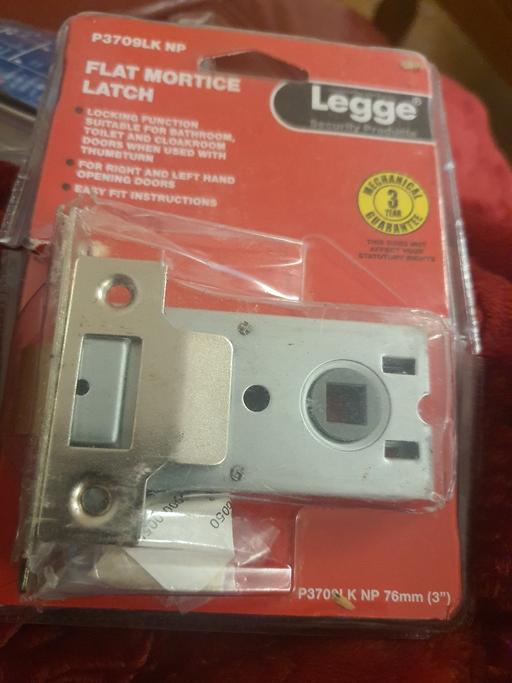 P3709LK NP
FLAT MORTICE
LATCH
• LOCKING FUNCTION
SUITABLE FOR BATHROOM,
TOILET AND CLOAKROOM
DOORS WHEN USED WITH
THUMBTURN
• FOR RIGHT AND LEFT HAND
OPENING DOORS
• EASY FIT INSTRUCTIONS
Legge®
Security Products
MECHANICAL
3
YEAR
GUARANTEE
THIS DOES NOT
AFFECT YOUR
STATUTORY RIGHTS
P3709LK NP 76mm (3")